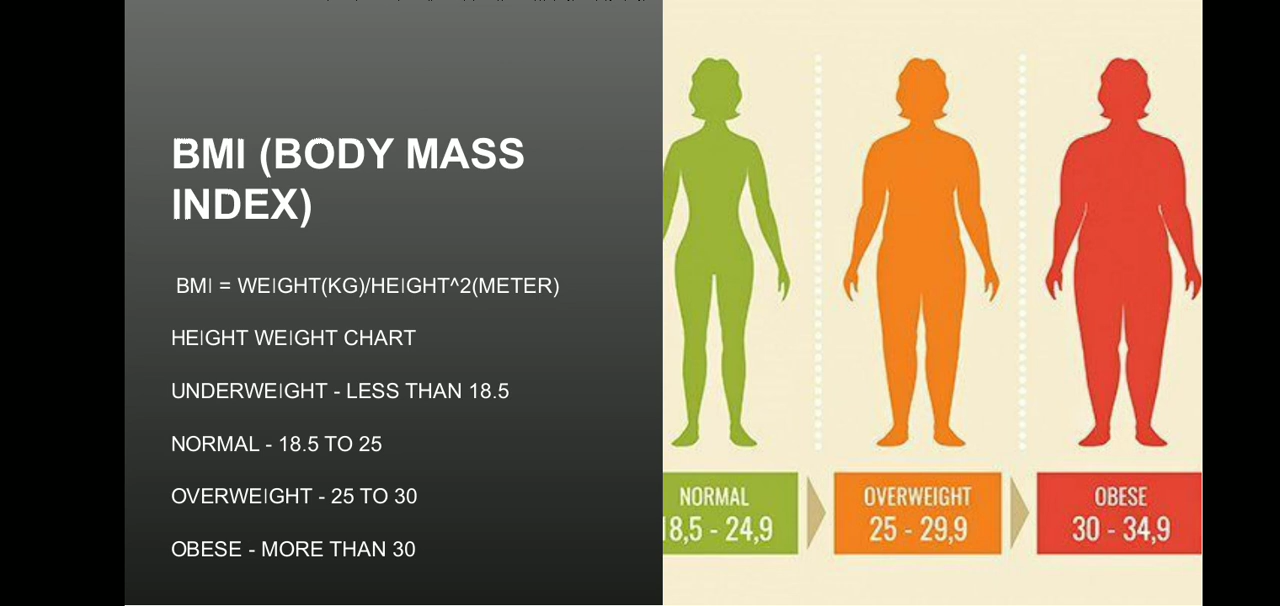 BMI (BODY MASS
INDEX)
BMI = WEIGHT(KG)/HEIGHT^2(METER)
HEIGHT WEIGHT CHART
UNDERWEIGHT - LESS THAN 18.5
NORMAL - 18.5 TO 25
OVERWEIGHT - 25 TO 30
OBESE - MORE THAN 30
NORMAL
18,5 - 24,9
OVERWEIGHT
25 - 29,9
OBESE
30 - 34,9